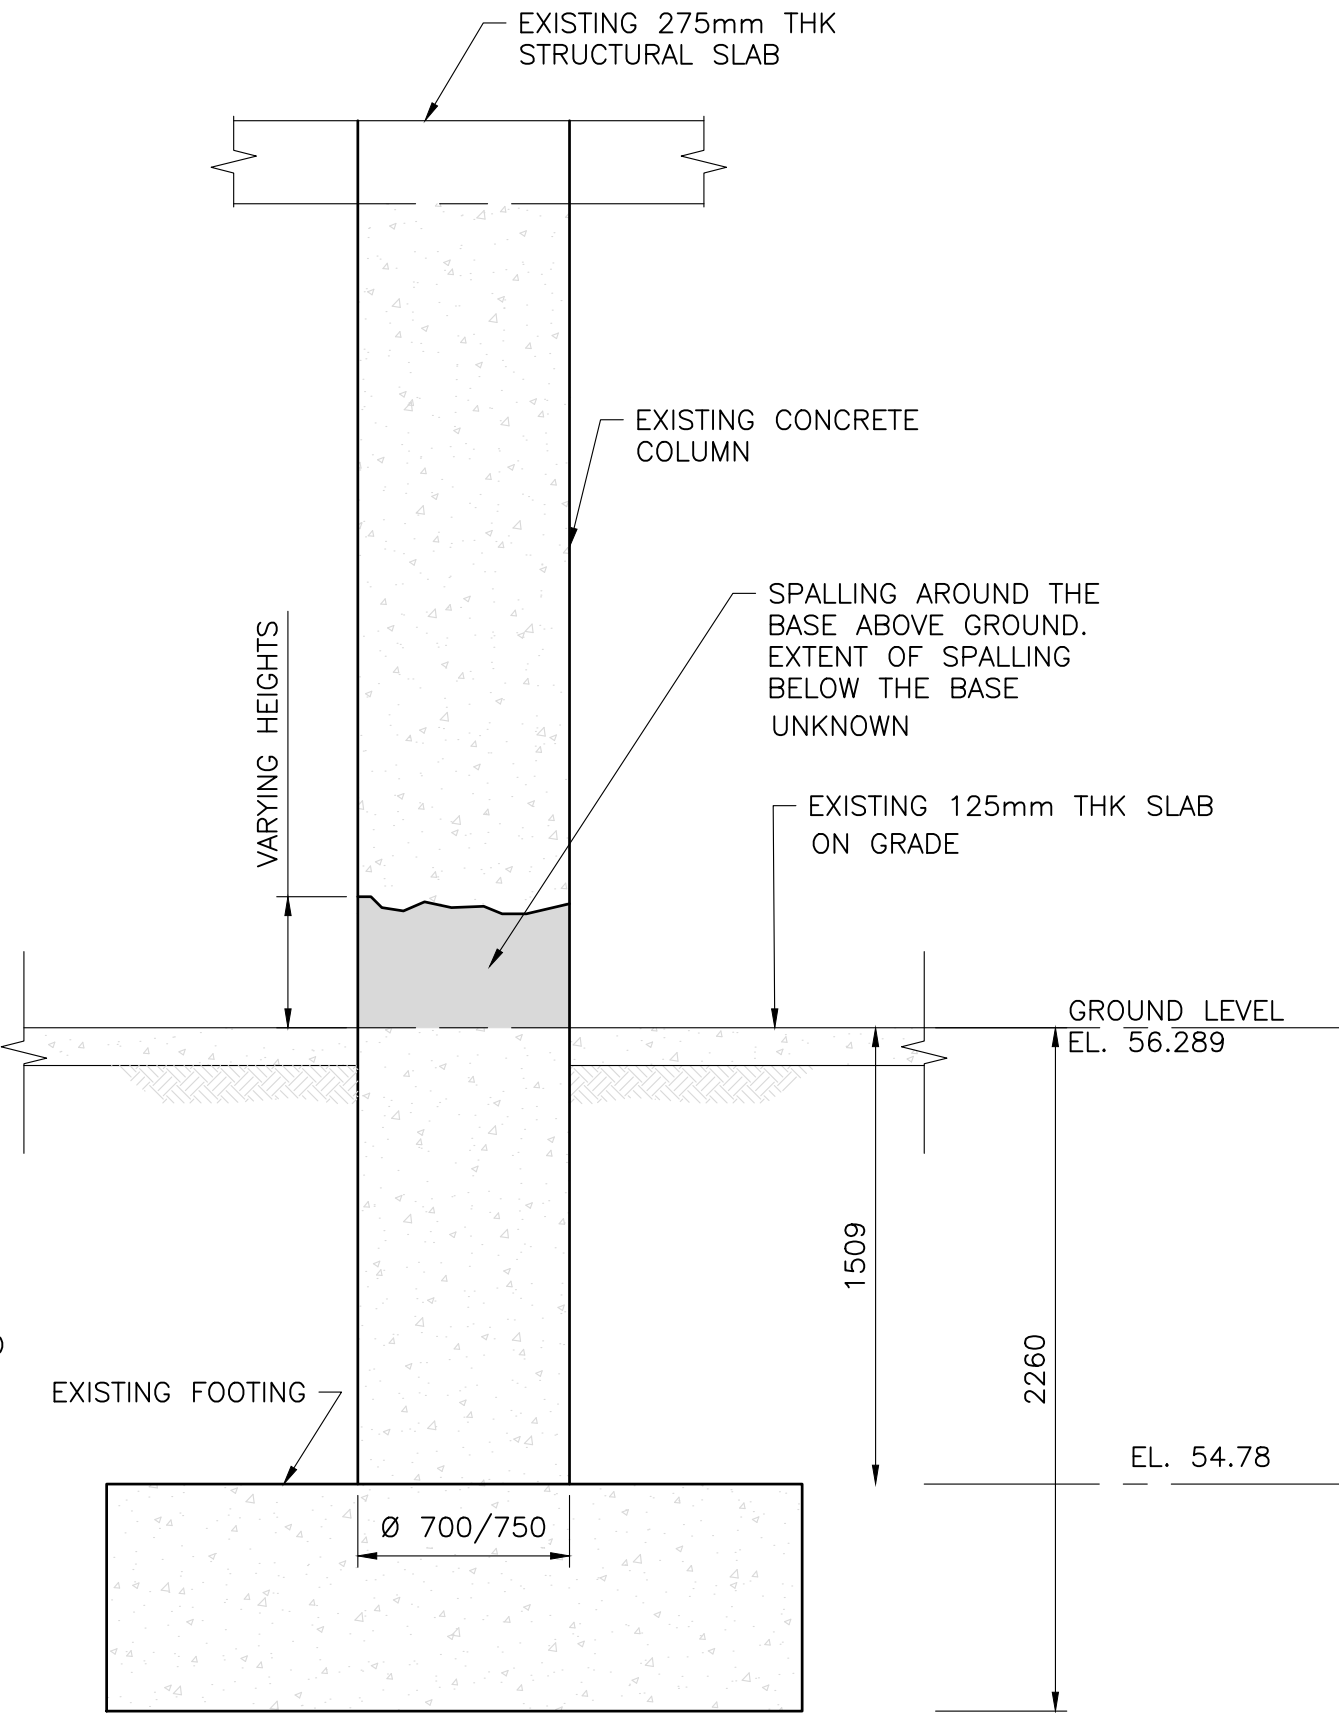 EXISTING 275mm THK
STRUCTURAL SLAB
EXISTING CONCRETE
COLUMN
SPALLING AROUND THE
BASE ABOVE GROUND.
EXTENT OF SPALLING
BELOW THE BASE
UNKNOWN
VARYING HEIGHTS
EXISTING 125mm THK SLAB
ON GRADE
GROUND LEVEL
EL. 56.289
1509
2260
EXISTING FOOTING
EL. 54.78
Ø 700/750